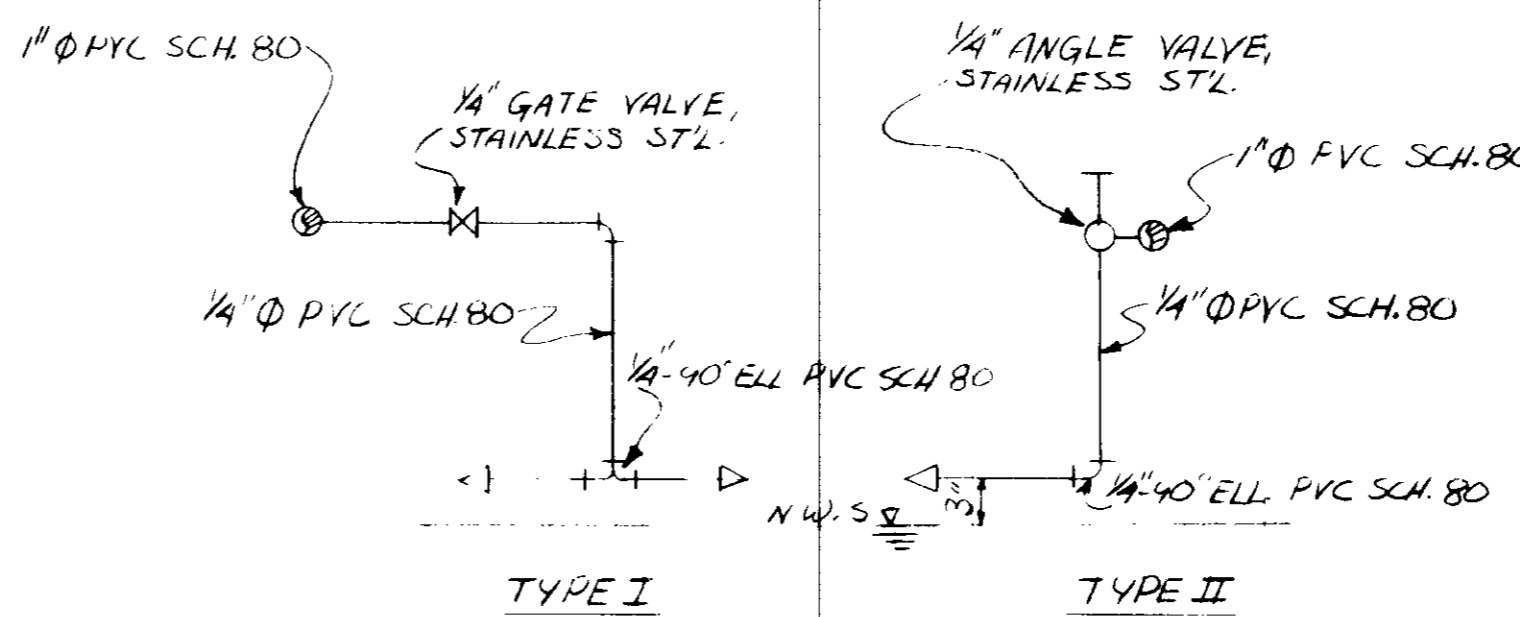 1" Φ PVC SCH. 80
1/4" GATE VALVE,
STAINLESS ST'L.
1/4" Φ PVC SCH. 80
1/4"-90° ELL PVC SCH 80
TYPE I
1/4" ANGLE VALVE,
STAINLESS ST'L.
1" Φ PVC SCH. 80
1/4" Φ PVC SCH. 80
1/4"-90° ELL. PVC SCH. 80
3"
N.W.S
TYPE II